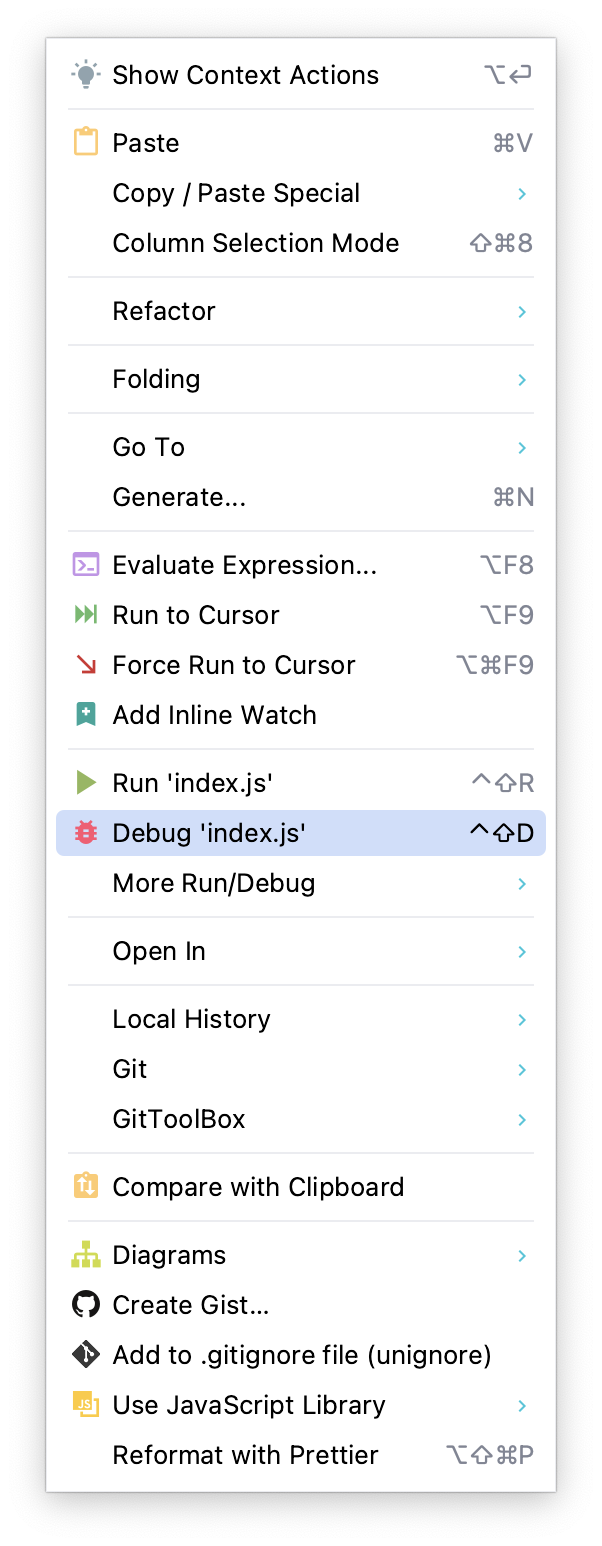 Show Context Actions ⌥↩
Paste ⌘V
Copy / Paste Special
Column Selection Mode ⇧⌘8
Refactor
Folding
Go To
Generate... ⌘N
Evaluate Expression... ⌥F8
Run to Cursor ⌥F9
Force Run to Cursor ⌥⌘F9
Add Inline Watch
Run 'index.js' ^⇧R
Debug 'index.js' ^⇧D
More Run/Debug
Open In
Local History
Git
GitToolBox
Compare with Clipboard
Diagrams
Create Gist...
Add to .gitignore file (unignore)
JS Use JavaScript Library
Reformat with Prettier ⌥⇧⌘P